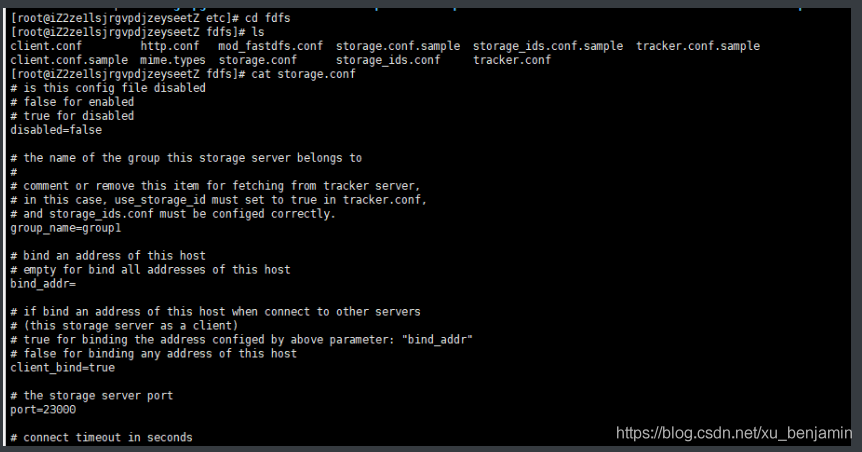 [root@iZ2ze1lsjrgvpdjzeyseetZ etc]# cd fdfs
[root@iZ2ze1lsjrgvpdjzeyseetZ fdfs]# ls
client.conf         http.conf   mod_fastdfs.conf  storage.conf.sample  storage_ids.conf.sample  tracker.conf.sample
client.conf.sample  mime.types  storage.conf      storage_ids.conf     tracker.conf
[root@iZ2ze1lsjrgvpdjzeyseetZ fdfs]# cat storage.conf
# is this config file disabled
# false for enabled
# true for disabled
disabled=false

# the name of the group this storage server belongs to
#
# comment or remove this item for fetching from tracker server,
# in this case, use_storage_id must set to true in tracker.conf,
# and storage_ids.conf must be configed correctly.
group_name=group1

# bind an address of this host
# empty for bind all addresses of this host
bind_addr=

# if bind an address of this host when connect to other servers
# (this storage server as a client)
# true for binding the address configed by above parameter: "bind_addr"
# false for binding any address of this host
client_bind=true

# the storage server port
port=23000

# connect timeout in seconds
https://blog.csdn.net/xu_benjamin